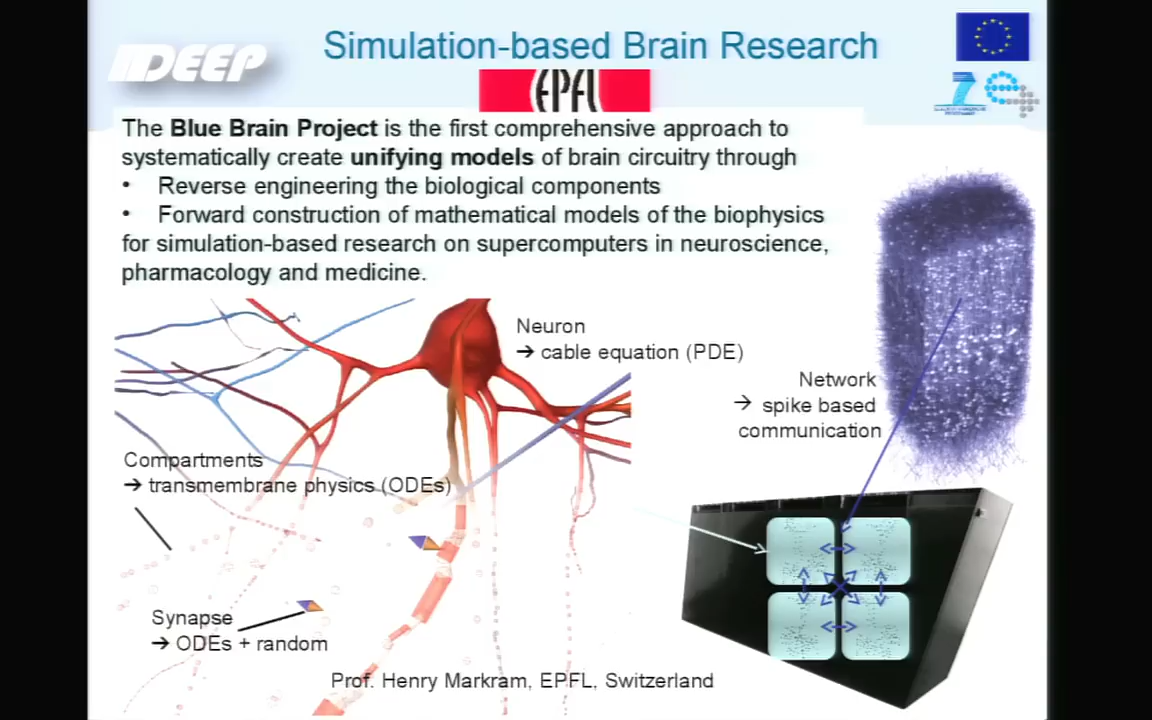 DEEP
Simulation-based Brain Research
EPFL
The Blue Brain Project is the first comprehensive approach to
systematically create unifying models of brain circuitry through
• Reverse engineering the biological components
• Forward construction of mathematical models of the biophysics
for simulation-based research on supercomputers in neuroscience,
pharmacology and medicine.
Neuron
➔ cable equation (PDE)
Network
→ spike based
communication
Compartments
➔ transmembrane physics (ODEs)
Synapse
➔ ODEs + random
Prof. Henry Markram, EPFL, Switzerland